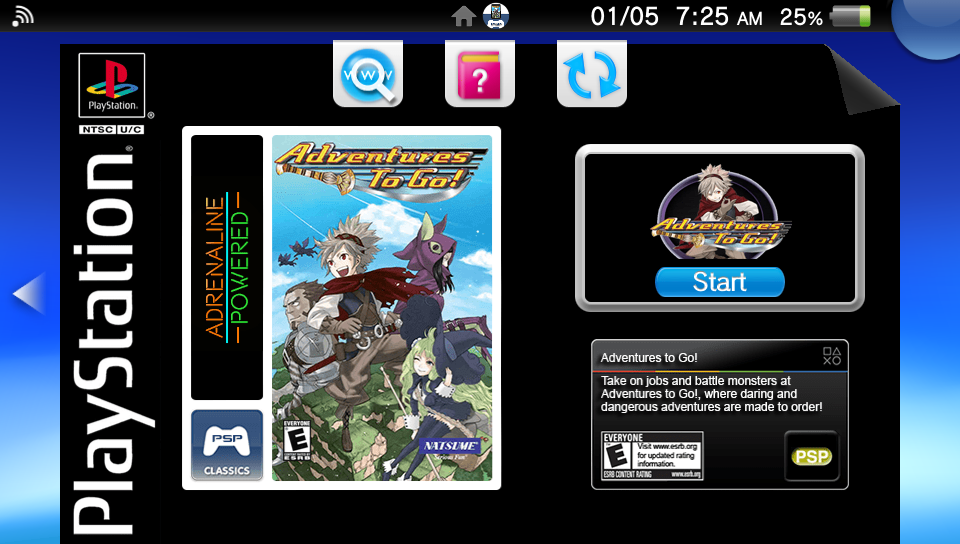 01/05 7:25 AM 25%
PlayStation®
NTSC U/C
PlayStation®
www
?
ADRENALINE
POWERED
PSP
CLASSICS
Adventures
To Go!
EVERYONE
E
ESRB
NATSUME
Serious Fun
Adventures
To Go!
Start
Adventures to Go!
Take on jobs and battle monsters at
Adventures to Go!, where daring and
dangerous adventures are made to order!
EVERYONE
E
Visit www.esrb.org
for updated rating
information.
ESRB CONTENT RATING www.esrb.org
PSP